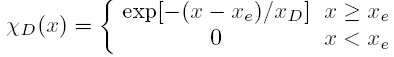 χ_D(x) = { exp[−(x − x_e)/x_D]  x ≥ x_e
0  x < x_e